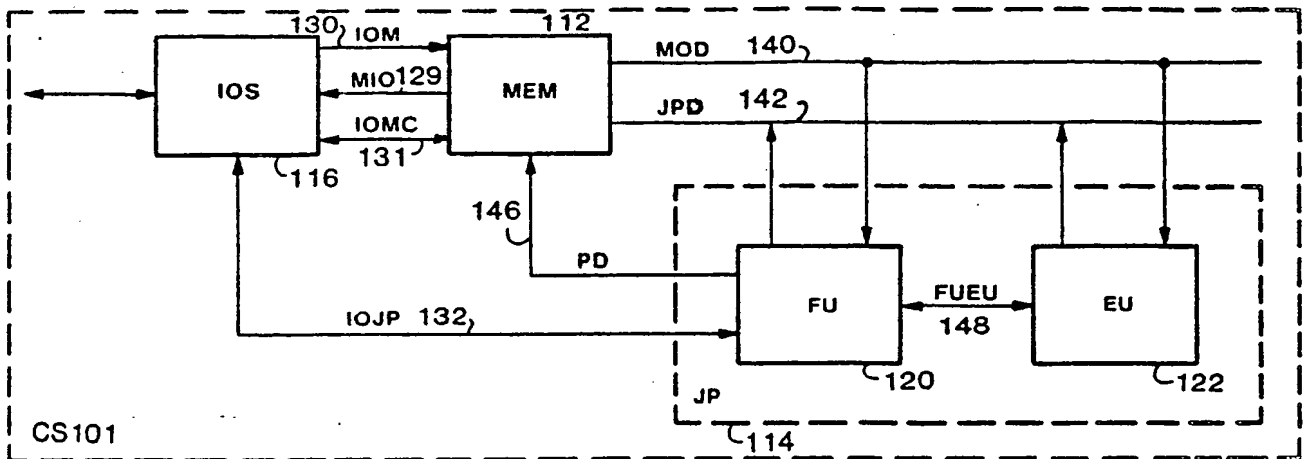 130 IOM
112
MOD 140
IOS
MIO 129
MEM
JPD 142
IOMC
131
116
146
PD
FU
FUEU
148
EU
IOJP 132
120
122
JP
CS101
114